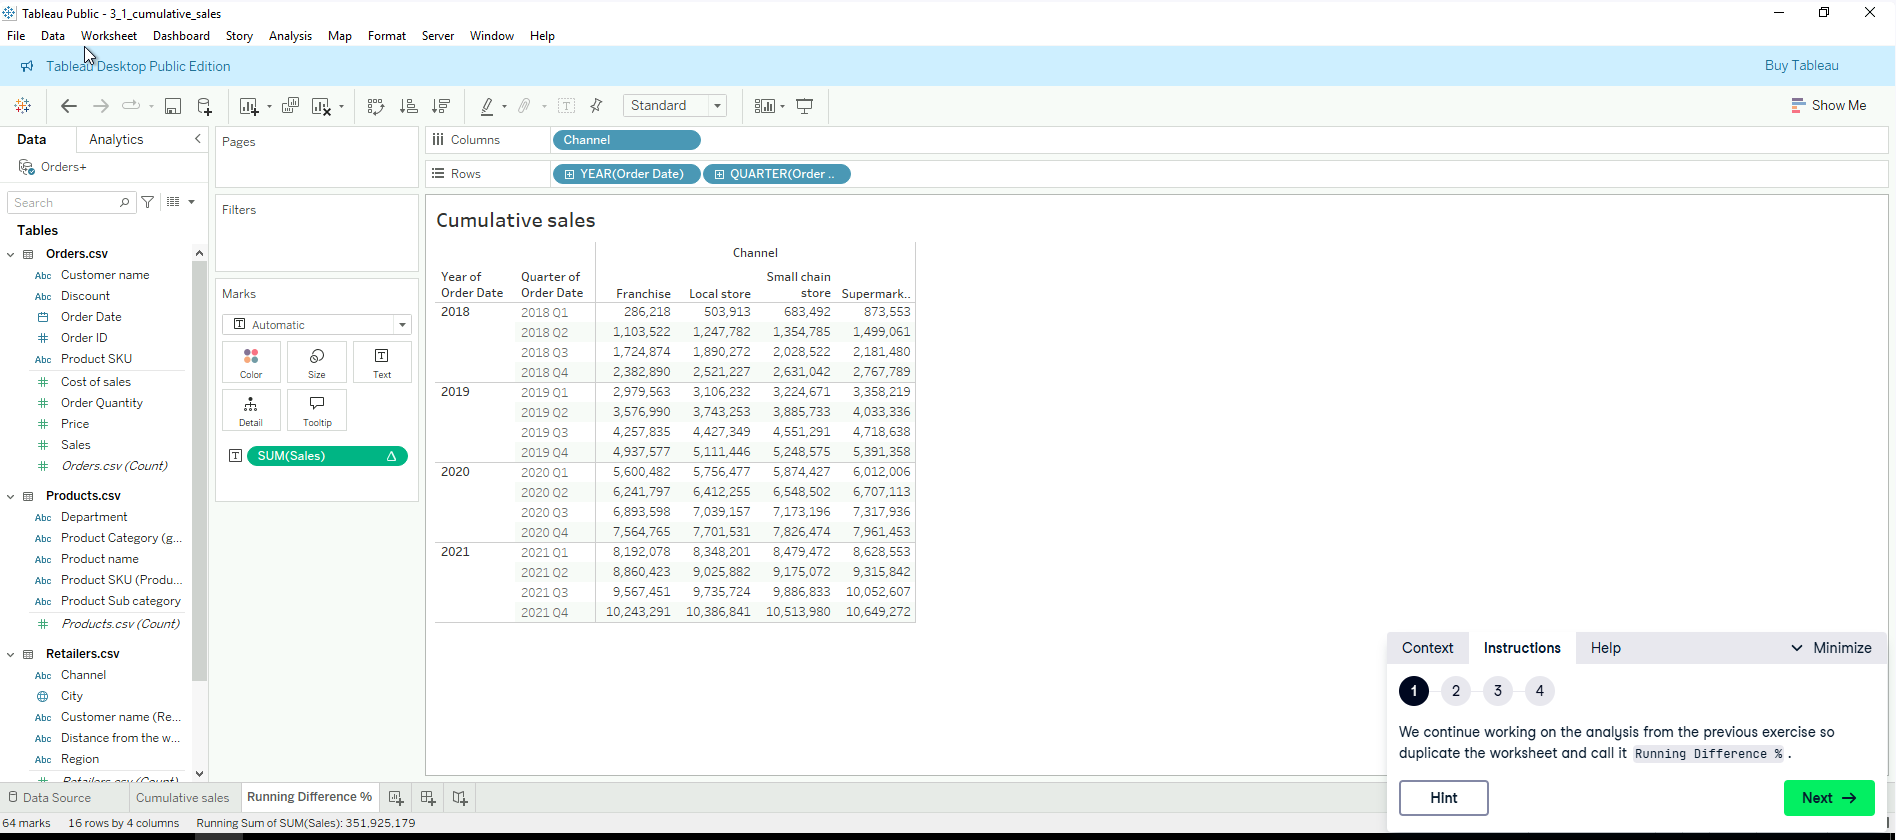 Tableau Public - 3_1_cumulative_sales
File Data Worksheet Dashboard Story Analysis Map Format Server Window Help
Tableau Desktop Public Edition Buy Tableau
Standard Show Me
Data Analytics
Orders+
Search
Tables
Orders.csv
Abc Customer name
Abc Discount
Order Date
# Order ID
Abc Product SKU
# Cost of sales
# Order Quantity
# Price
# Sales
# Orders.csv (Count)
Products.csv
Abc Department
Abc Product Category (g...
Abc Product name
Abc Product SKU (Produ...
Abc Product Sub category
# Products.csv (Count)
Retailers.csv
Abc Channel
City
Abc Customer name (Re...
Abc Distance from the w...
Abc Region
# Retailers.csv (Count)
Pages
Filters
Marks
T Automatic
Color Size T Text
Detail Tooltip
T SUM(Sales) Δ
Columns Channel
Rows YEAR(Order Date) QUARTER(Order ..
Cumulative sales
Channel
Year of Order Date Quarter of Order Date Franchise Local store Small chain store Supermark..
2018 2018 Q1 286,218 503,913 683,492 873,553
2018 Q2 1,103,522 1,247,782 1,354,785 1,499,061
2018 Q3 1,724,874 1,890,272 2,028,522 2,181,480
2018 Q4 2,382,890 2,521,227 2,631,042 2,767,789
2019 2019 Q1 2,979,563 3,106,232 3,224,671 3,358,219
2019 Q2 3,576,990 3,743,253 3,885,733 4,033,336
2019 Q3 4,257,835 4,427,349 4,551,291 4,718,638
2019 Q4 4,937,577 5,111,446 5,248,575 5,391,358
2020 2020 Q1 5,600,482 5,756,477 5,874,427 6,012,006
2020 Q2 6,241,797 6,412,255 6,548,502 6,707,113
2020 Q3 6,893,598 7,039,157 7,173,196 7,317,936
2020 Q4 7,564,765 7,701,531 7,826,474 7,961,453
2021 2021 Q1 8,192,078 8,348,201 8,479,472 8,628,553
2021 Q2 8,860,423 9,025,882 9,175,072 9,315,842
2021 Q3 9,567,451 9,735,724 9,886,833 10,052,607
2021 Q4 10,243,291 10,386,841 10,513,980 10,649,272
Context Instructions Help Minimize
1 2 3 4
We continue working on the analysis from the previous exercise so
duplicate the worksheet and call it Running Difference % .
Hint Next →
Data Source Cumulative sales Running Difference %
64 marks 16 rows by 4 columns Running Sum of SUM(Sales): 351,925,179